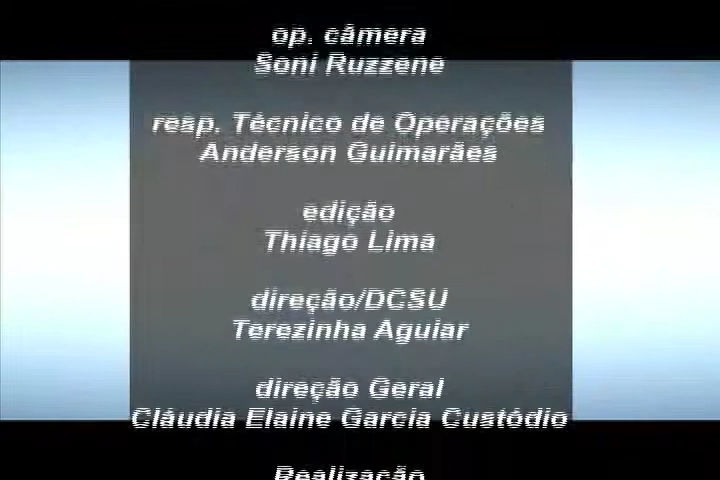 op. câmera
Soni Ruzzene
resp. Técnico de Operações
Anderson Guimarães
edição
Thiago Lima
direção/DCSU
Terezinha Aguiar
direção Geral
Cláudia Elaine Garcia Custódio
Realização